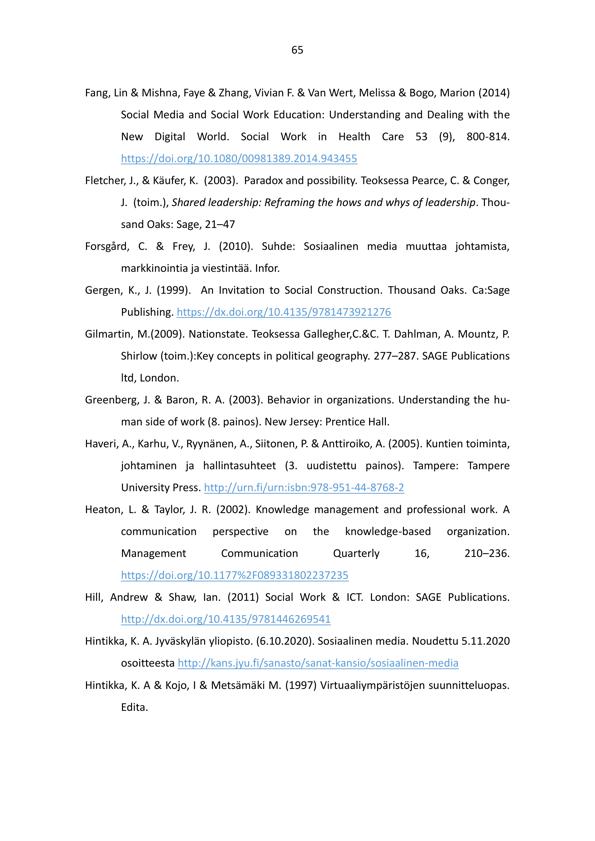 65
Fang, Lin & Mishna, Faye & Zhang, Vivian F. & Van Wert, Melissa & Bogo, Marion (2014)
Social Media and Social Work Education: Understanding and Dealing with the
New Digital World. Social Work in Health Care 53 (9), 800-814.
https://doi.org/10.1080/00981389.2014.943455
Fletcher, J., & Käufer, K. (2003). Paradox and possibility. Teoksessa Pearce, C. & Conger,
J. (toim.), Shared leadership: Reframing the hows and whys of leadership. Thou-
sand Oaks: Sage, 21–47
Forsgård, C. & Frey, J. (2010). Suhde: Sosiaalinen media muuttaa johtamista,
markkinointia ja viestintää. Infor.
Gergen, K., J. (1999). An Invitation to Social Construction. Thousand Oaks. Ca:Sage
Publishing. https://dx.doi.org/10.4135/9781473921276
Gilmartin, M.(2009). Nationstate. Teoksessa Gallegher,C.&C. T. Dahlman, A. Mountz, P.
Shirlow (toim.):Key concepts in political geography. 277–287. SAGE Publications
ltd, London.
Greenberg, J. & Baron, R. A. (2003). Behavior in organizations. Understanding the hu-
man side of work (8. painos). New Jersey: Prentice Hall.
Haveri, A., Karhu, V., Ryynänen, A., Siitonen, P. & Anttiroiko, A. (2005). Kuntien toiminta,
johtaminen ja hallintasuhteet (3. uudistettu painos). Tampere: Tampere
University Press. http://urn.fi/urn:isbn:978-951-44-8768-2
Heaton, L. & Taylor, J. R. (2002). Knowledge management and professional work. A
communication perspective on the knowledge-based organization.
Management Communication Quarterly 16, 210–236.
https://doi.org/10.1177%2F089331802237235
Hill, Andrew & Shaw, Ian. (2011) Social Work & ICT. London: SAGE Publications.
http://dx.doi.org/10.4135/9781446269541
Hintikka, K. A. Jyväskylän yliopisto. (6.10.2020). Sosiaalinen media. Noudettu 5.11.2020
osoitteesta http://kans.jyu.fi/sanasto/sanat-kansio/sosiaalinen-media
Hintikka, K. A & Kojo, I & Metsämäki M. (1997) Virtuaaliympäristöjen suunnitteluopas.
Edita.